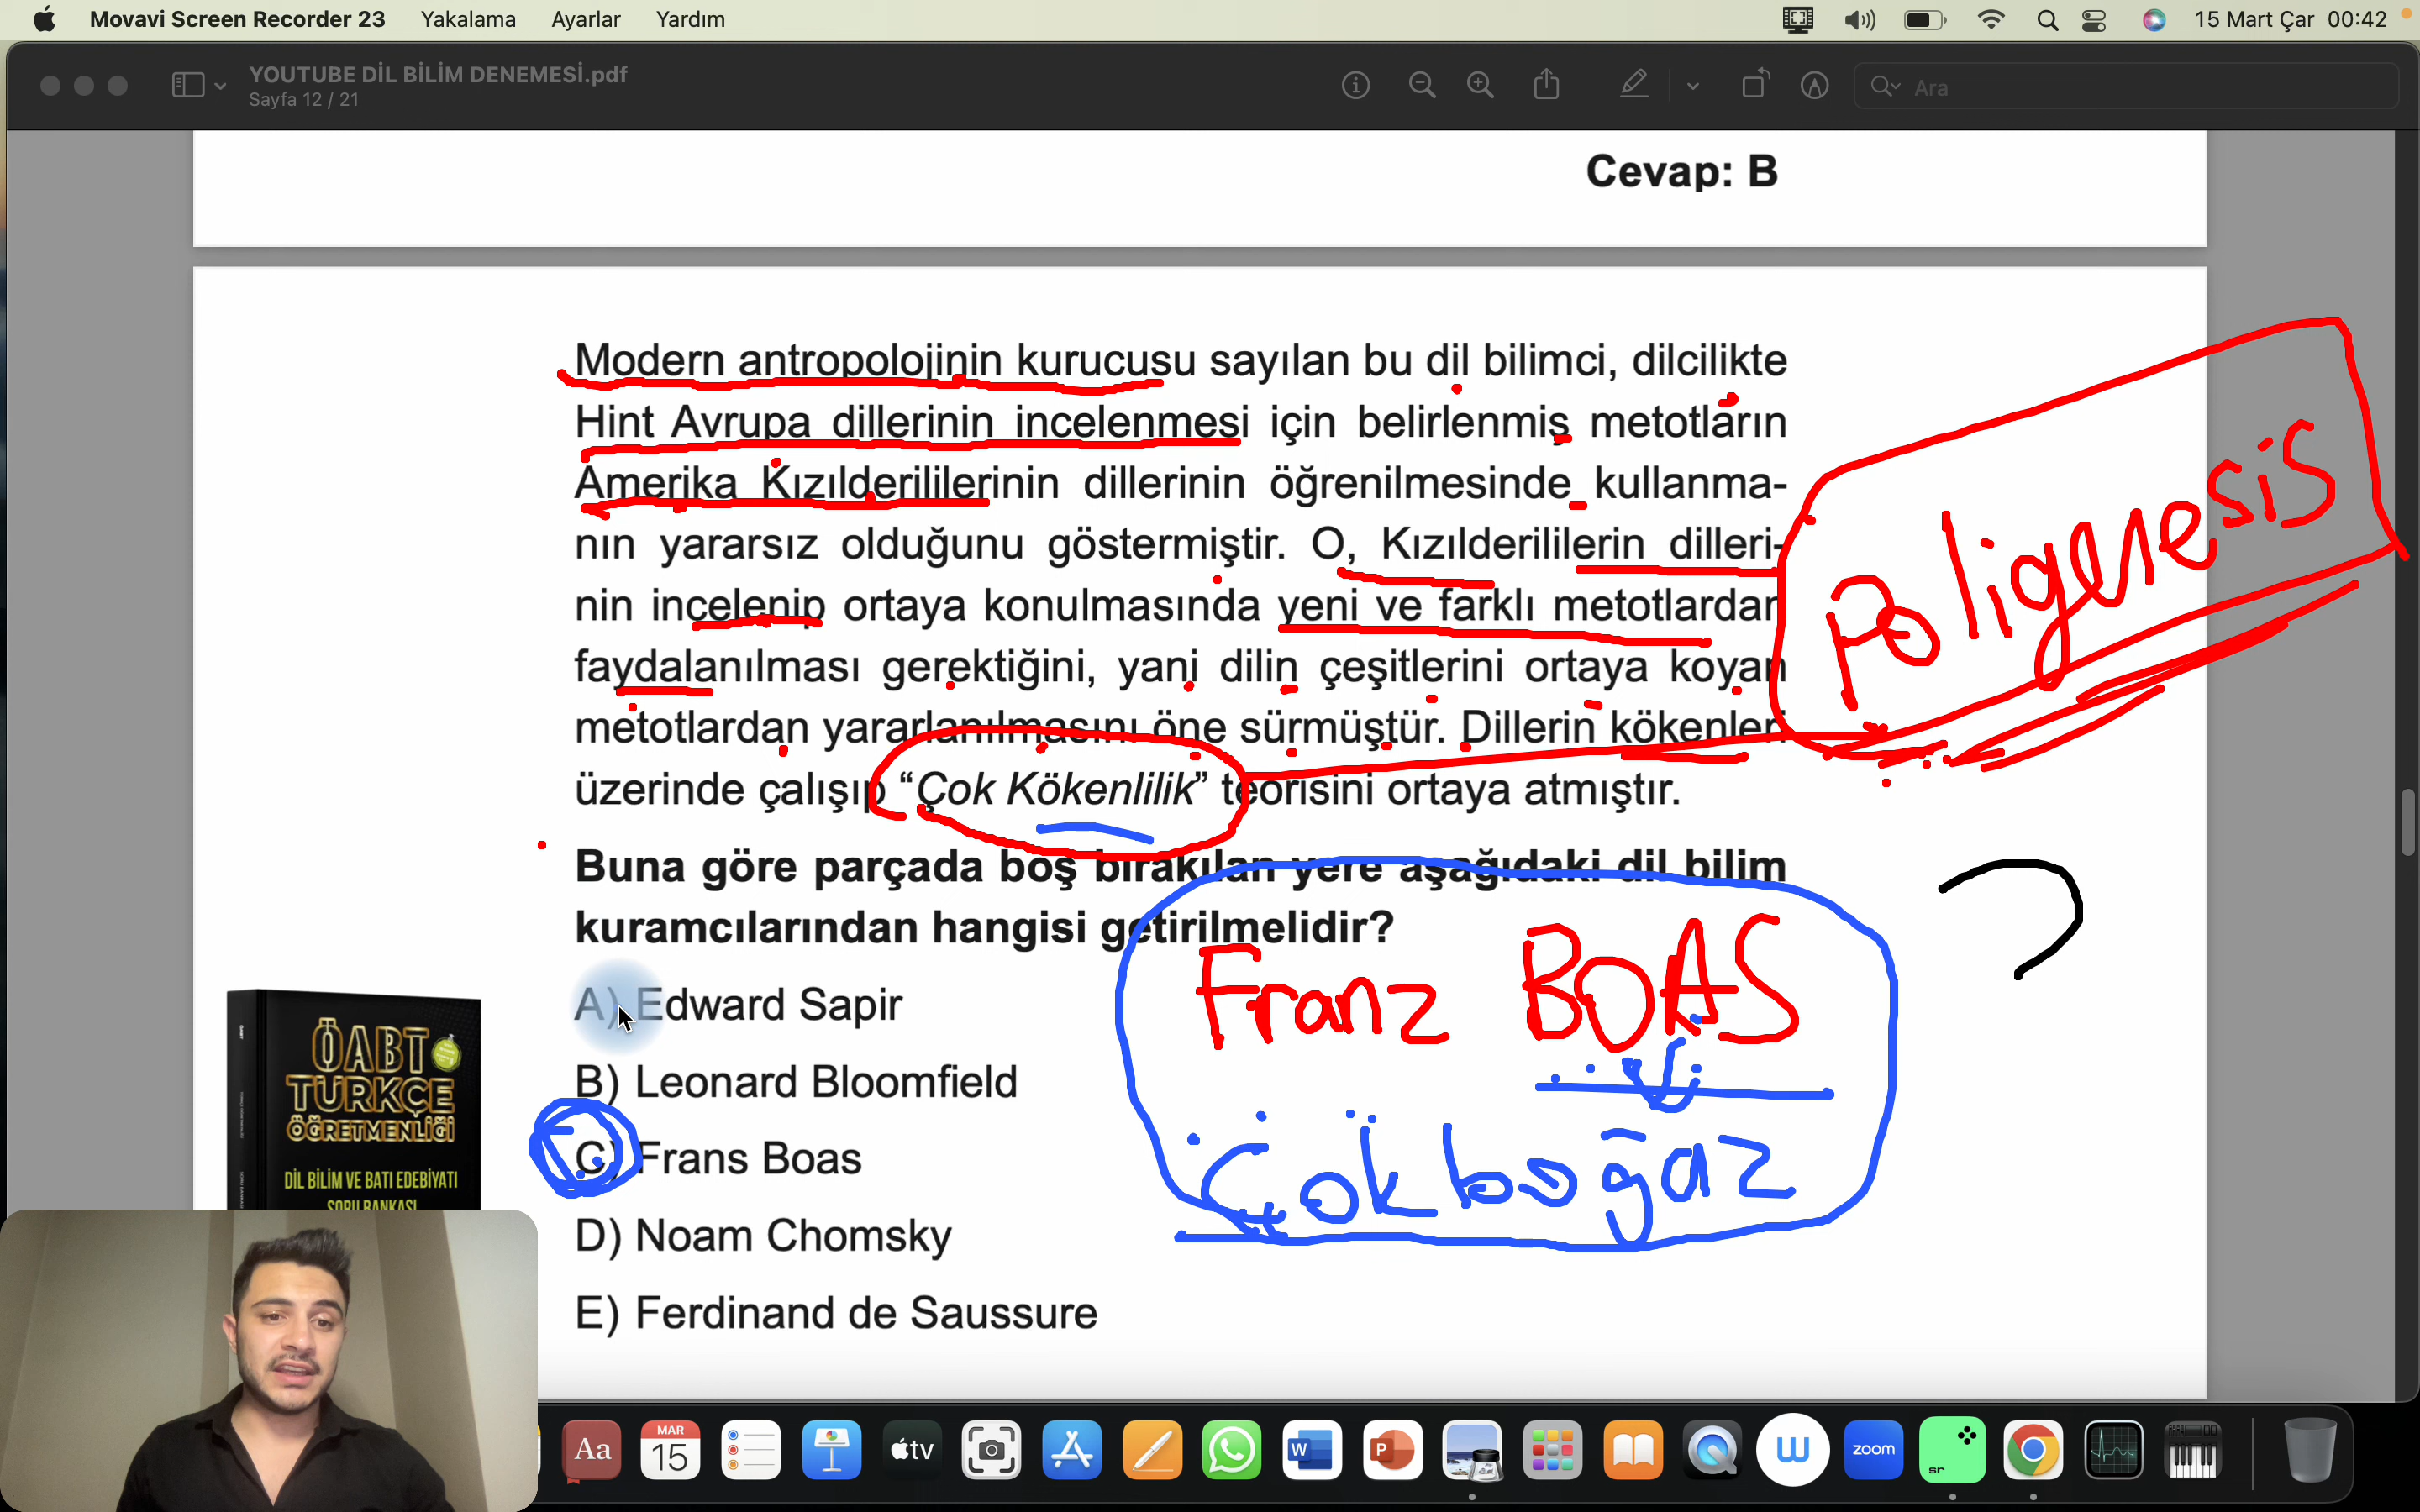 Movavi Screen Recorder 23 Yakalama Ayarlar Yardım 15 Mart Çar 00:42
YOUTUBE DİL BİLİM DENEMESİ.pdf
Sayfa 12 / 21
Ara
Cevap: B
Modern antropolojinin kurucusu sayılan bu dil bilimci, dilcilikte
Hint Avrupa dillerinin incelenmesi için belirlenmiş metotların
Amerika Kızılderililerinin dillerinin öğrenilmesinde kullanma-
nın yararsız olduğunu göstermiştir. O, Kızılderililerin dilleri-
nin incelenip ortaya konulmasında yeni ve farklı metotlardan
faydalanılması gerektiğini, yani dilin çeşitlerini ortaya koyan
metotlardan yararlanılmasını öne sürmüştür. Dillerin kökenleri
üzerinde çalışıp “Çok Kökenlilik” teorisini ortaya atmıştır.
Poligenesis
Buna göre parçada boş bırakılan yere aşağıdaki dil bilim
kuramcılarından hangisi getirilmelidir?
A) Edward Sapir
B) Leonard Bloomfield
C) Frans Boas
D) Noam Chomsky
E) Ferdinand de Saussure
Franz BOAS
Çokboğaz
?
ÖABT
TÜRKÇE
ÖĞRETMENLİĞİ
DİL BİLİM VE BATI EDEBİYATI
SORU BANKASI
Aa
MAR
15
tv
W
P
W
zoom
sr